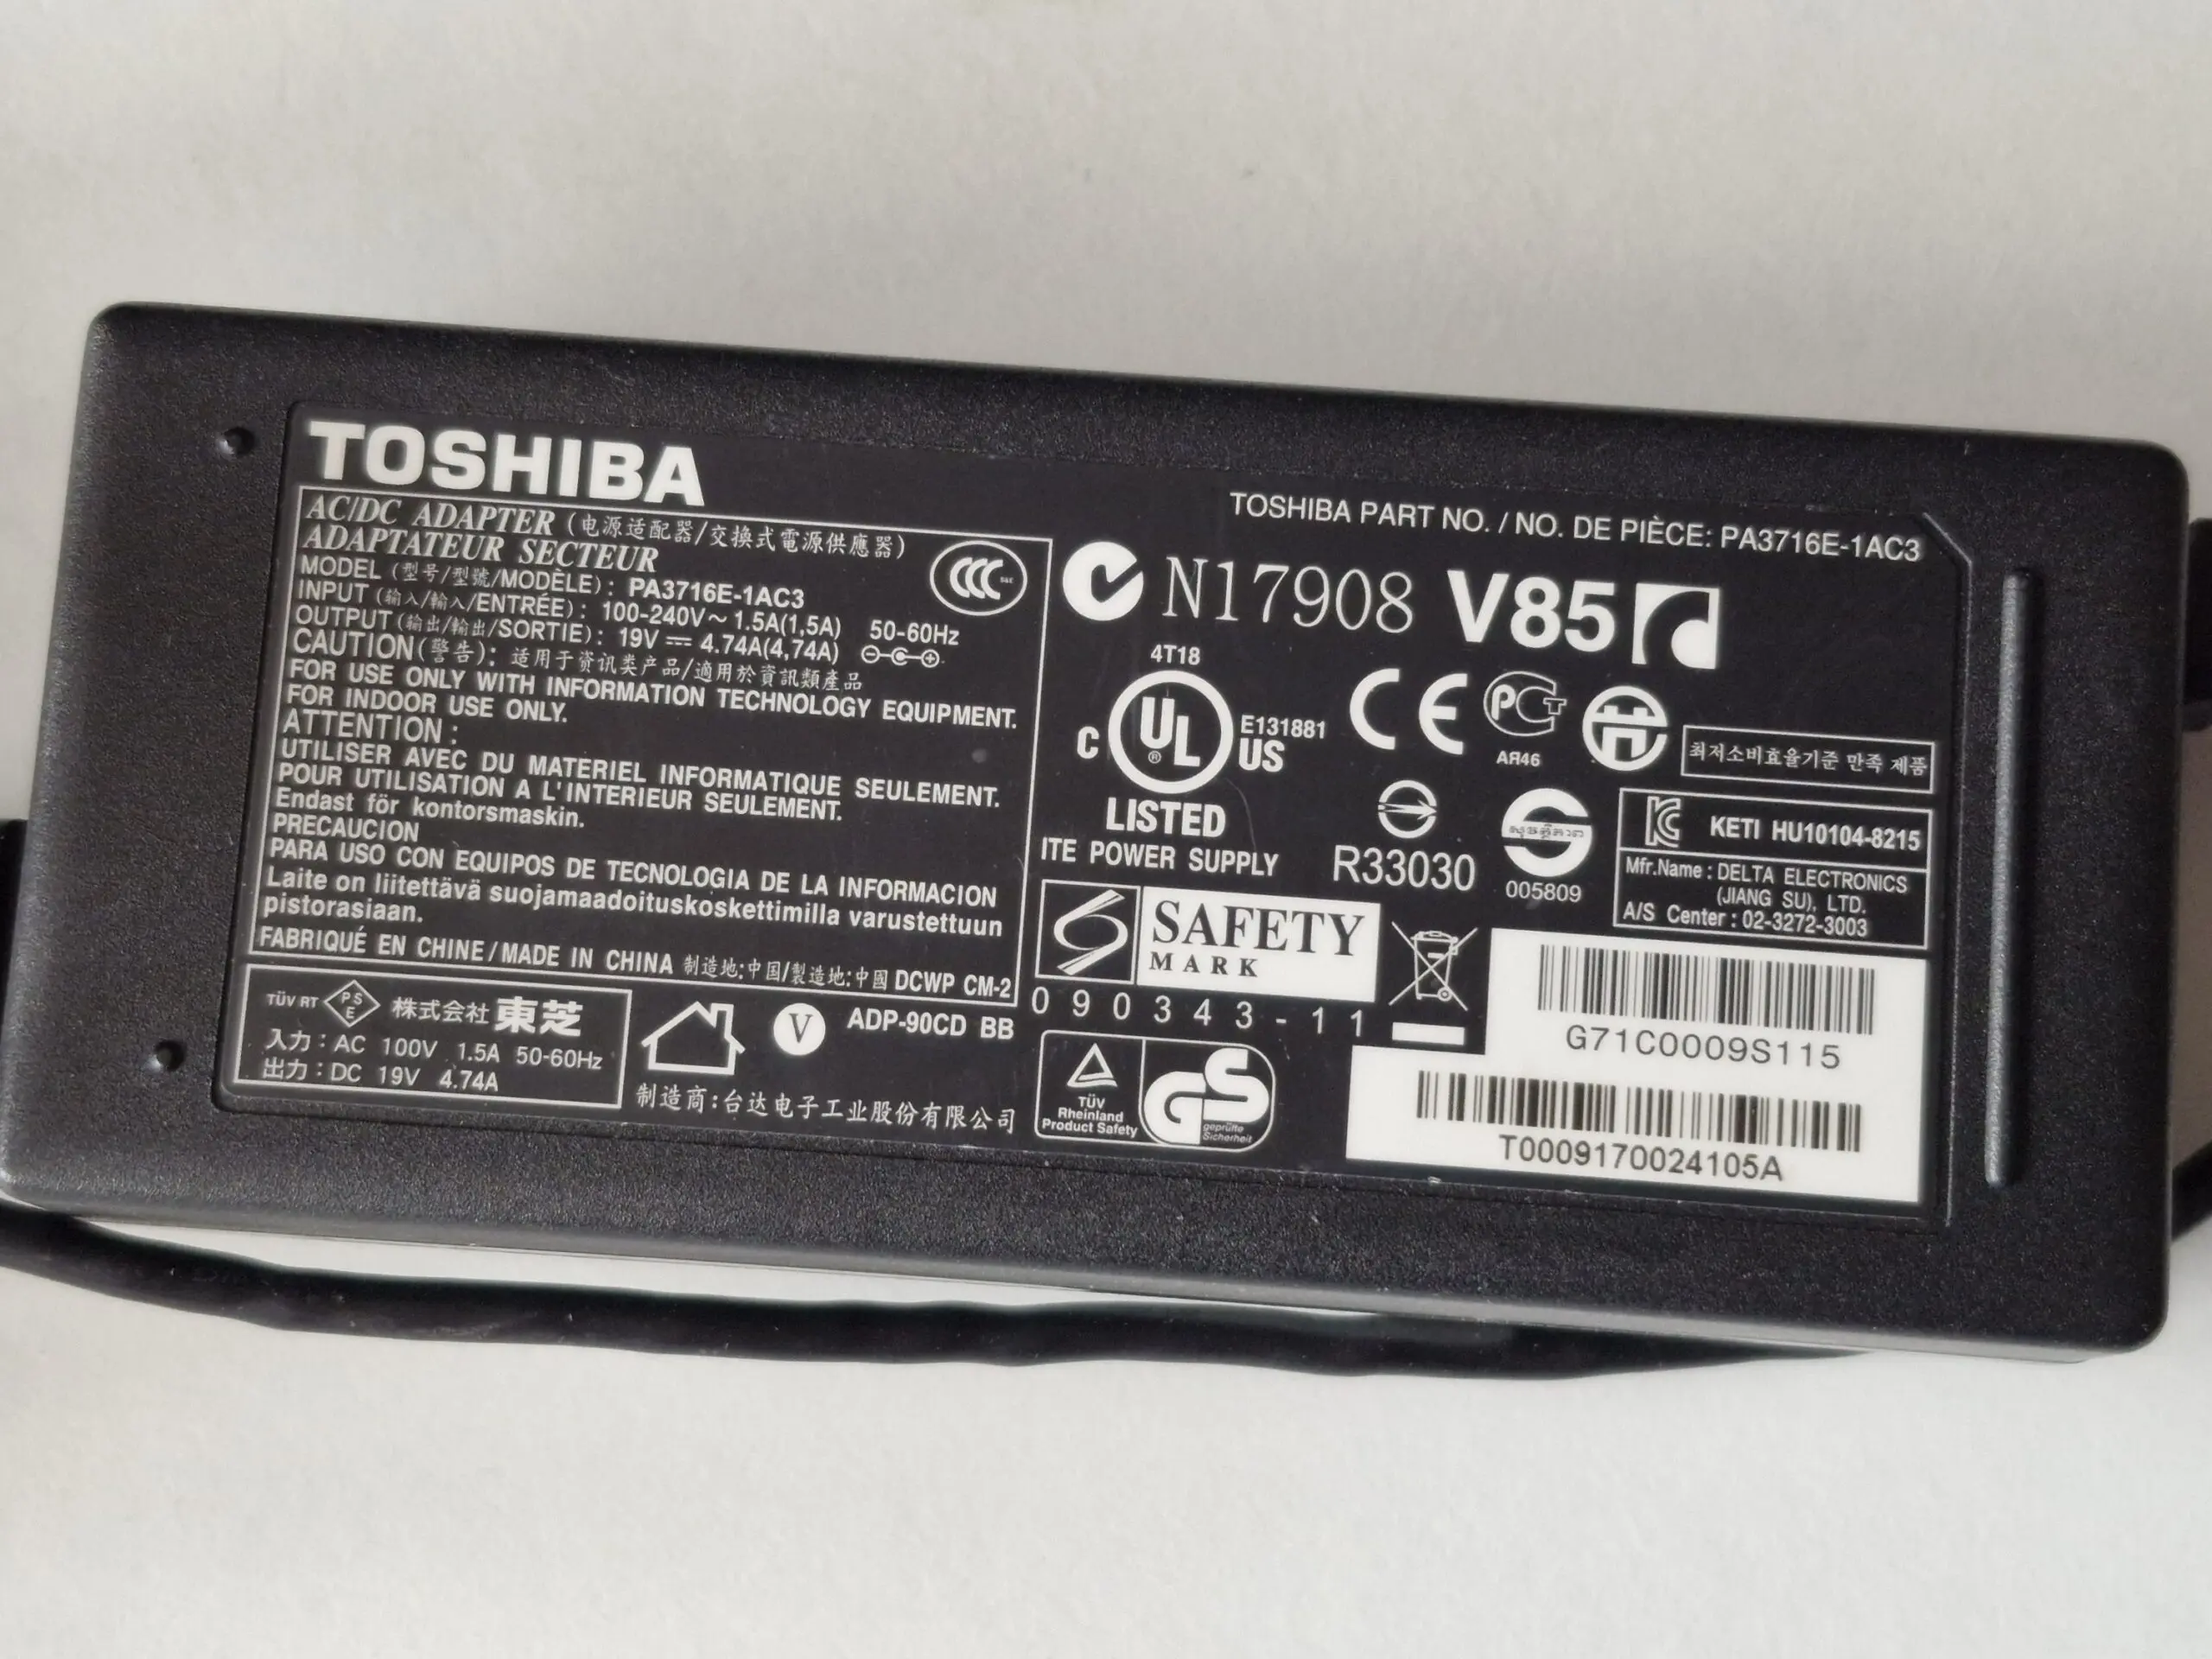 TOSHIBA
AC/DC ADAPTER (电源适配器/交換式電源供應器)
ADAPTATEUR SECTEUR
MODEL (型号/型號/MODÈLE): PA3716E-1AC3
INPUT (输入/輸入/ENTRÉE): 100-240V~1.5A(1,5A) 50-60Hz
OUTPUT (输出/輸出/SORTIE): 19V 4.74A(4,74A)
CAUTION(警告): 适用于资讯类产品/適用於資訊類產品
FOR USE ONLY WITH INFORMATION TECHNOLOGY EQUIPMENT.
FOR INDOOR USE ONLY.
ATTENTION :
UTILISER AVEC DU MATERIEL INFORMATIQUE SEULEMENT.
POUR UTILISATION A L'INTERIEUR SEULEMENT.
Endast för kontorsmaskin.
PRECAUCION
PARA USO CON EQUIPOS DE TECNOLOGIA DE LA INFORMACION
Laite on liitettävä suojamaadoituskoskettimilla varustettuun
pistorasiaan.
FABRIQUÉ EN CHINE/MADE IN CHINA 制造地:中国/製造地:中國 DCWP CM-2
TÜV RT PSE 株式会社 東芝
入力:AC 100V 1.5A 50-60Hz
出力:DC 19V 4.74A
V ADP-90CD BB
制造商:台达电子工业股份有限公司
TOSHIBA PART NO. / NO. DE PIÈCE: PA3716E-1AC3
CCC
N17908 V85
4T18
C UL ® US E131881
LISTED
ITE POWER SUPPLY
CE
PCT
AЯ46
최저소비효율기준 만족 제품
R33030
005809
KC KETI HU10104-8215
Mfr.Name : DELTA ELECTRONICS
(JIANG SU), LTD.
A/S Center : 02-3272-3003
SAFETY
MARK
090343-11
TÜV
Rheinland
Product Safety
GS
geprüfte
Sicherheit
G71C0009S115
T0009170024105A